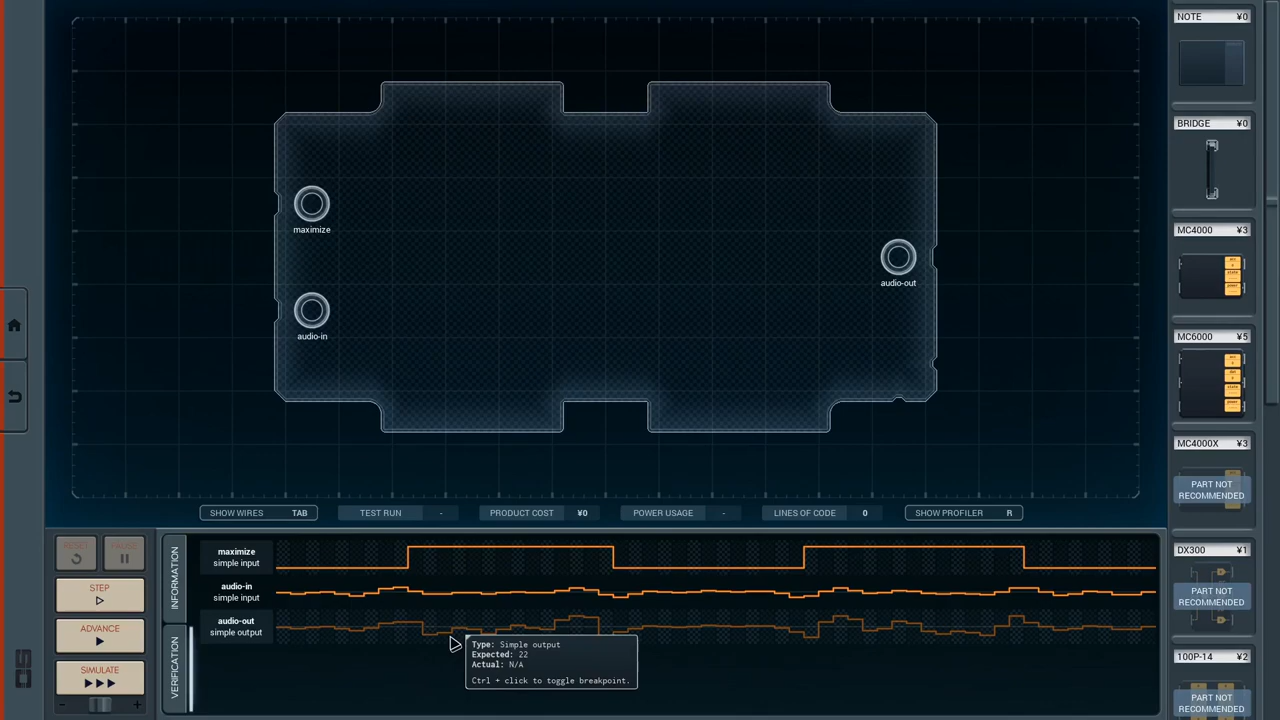 NOTE ¥0
BRIDGE ¥0
MC4000 ¥3
MC6000 ¥5
MC4000X ¥3
PART NOT
RECOMMENDED
DX300 ¥1
PART NOT
RECOMMENDED
100P-14 ¥2
PART NOT
RECOMMENDED
maximize
audio-in
audio-out
SHOW WIRES TAB
TEST RUN -
PRODUCT COST ¥0
POWER USAGE -
LINES OF CODE 0
SHOW PROFILER R
RESET
PAUSE
STEP
ADVANCE
SIMULATE
- +
INFORMATION
VERIFICATION
maximize
simple input
audio-in
simple input
audio-out
simple output
Type: Simple output
Expected: 22
Actual: N/A
Ctrl + click to toggle breakpoint.